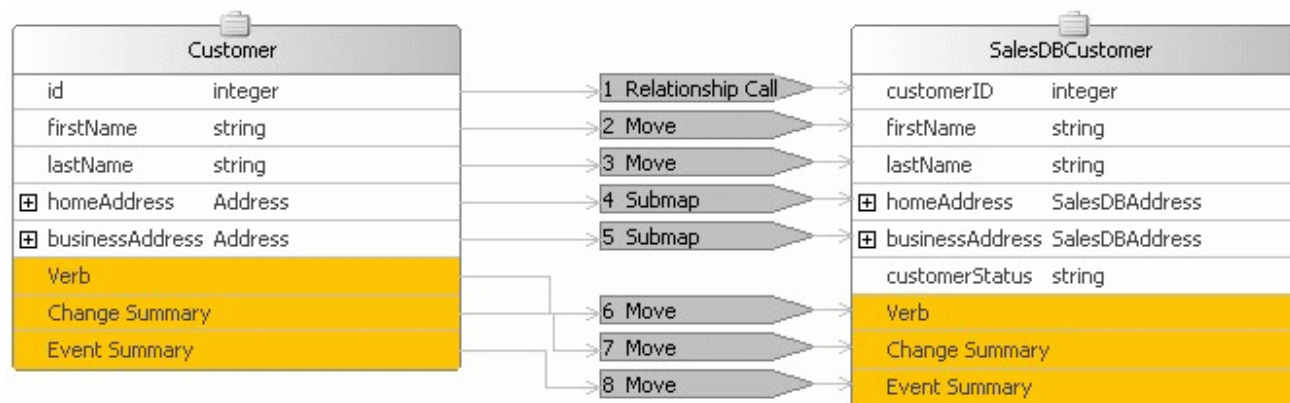 Customer
id integer
firstName string
lastName string
homeAddress Address
businessAddress Address
Verb
Change Summary
Event Summary
1 Relationship Call
2 Move
3 Move
4 Submap
5 Submap
6 Move
7 Move
8 Move
SalesDBCustomer
customerID integer
firstName string
lastName string
homeAddress SalesDBAddress
businessAddress SalesDBAddress
customerStatus string
Verb
Change Summary
Event Summary